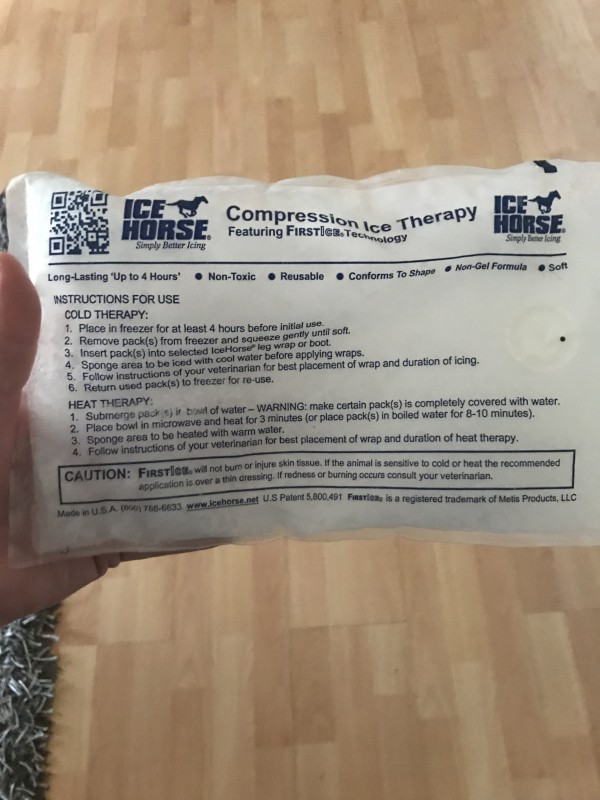 ICE HORSE®
Simply Better Icing
Compression Ice Therapy
Featuring FIRSTICE® Technology
ICE HORSE®
Simply Better Icing
Long-Lasting 'Up to 4 Hours' • Non-Toxic • Reusable • Conforms To Shape • Non-Gel Formula • Soft
INSTRUCTIONS FOR USE
COLD THERAPY:
1. Place in freezer for at least 4 hours before initial use.
2. Remove pack(s) from freezer and squeeze gently until soft.
3. Insert pack(s) into selected IceHorse® leg wrap or boot.
4. Sponge area to be iced with cool water before applying wraps.
5. Follow instructions of your veterinarian for best placement of wrap and duration of icing.
6. Return used pack(s) to freezer for re-use.
HEAT THERAPY:
1. Submerge pack(s) in bowl of water – WARNING: make certain pack(s) is completely covered with water.
2. Place bowl in microwave and heat for 3 minutes (or place pack(s) in boiled water for 8-10 minutes).
3. Sponge area to be heated with warm water.
4. Follow instructions of your veterinarian for best placement of wrap and duration of heat therapy.
CAUTION: FIRSTICE® will not burn or injure skin tissue. If the animal is sensitive to cold or heat the recommended
application is over a thin dressing. If redness or burning occurs consult your veterinarian.
Made in U.S.A. 766-6633 www.icehorse.net U.S Patent 5,800,491 FIRSTICE® is a registered trademark of Metis Products, LLC